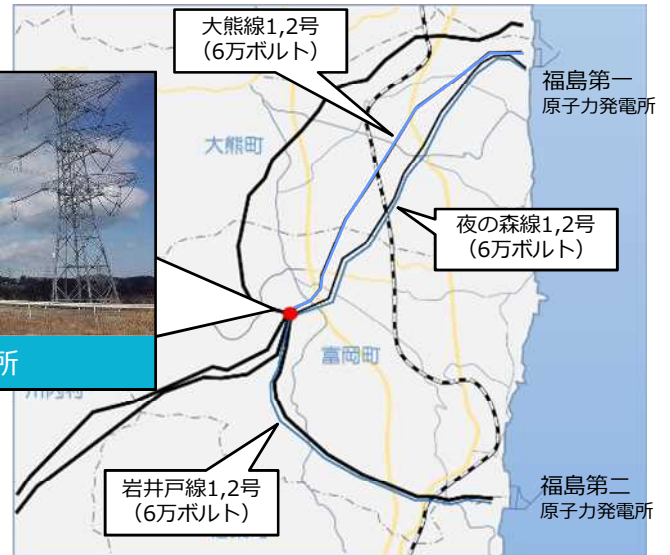 大熊線1,2号
（6万ボルト）
福島第一
原子力発電所
大熊町
夜の森線1,2号
（6万ボルト）
所
富岡町
岩井戸線1,2号
（6万ボルト）
福島第二
原子力発電所